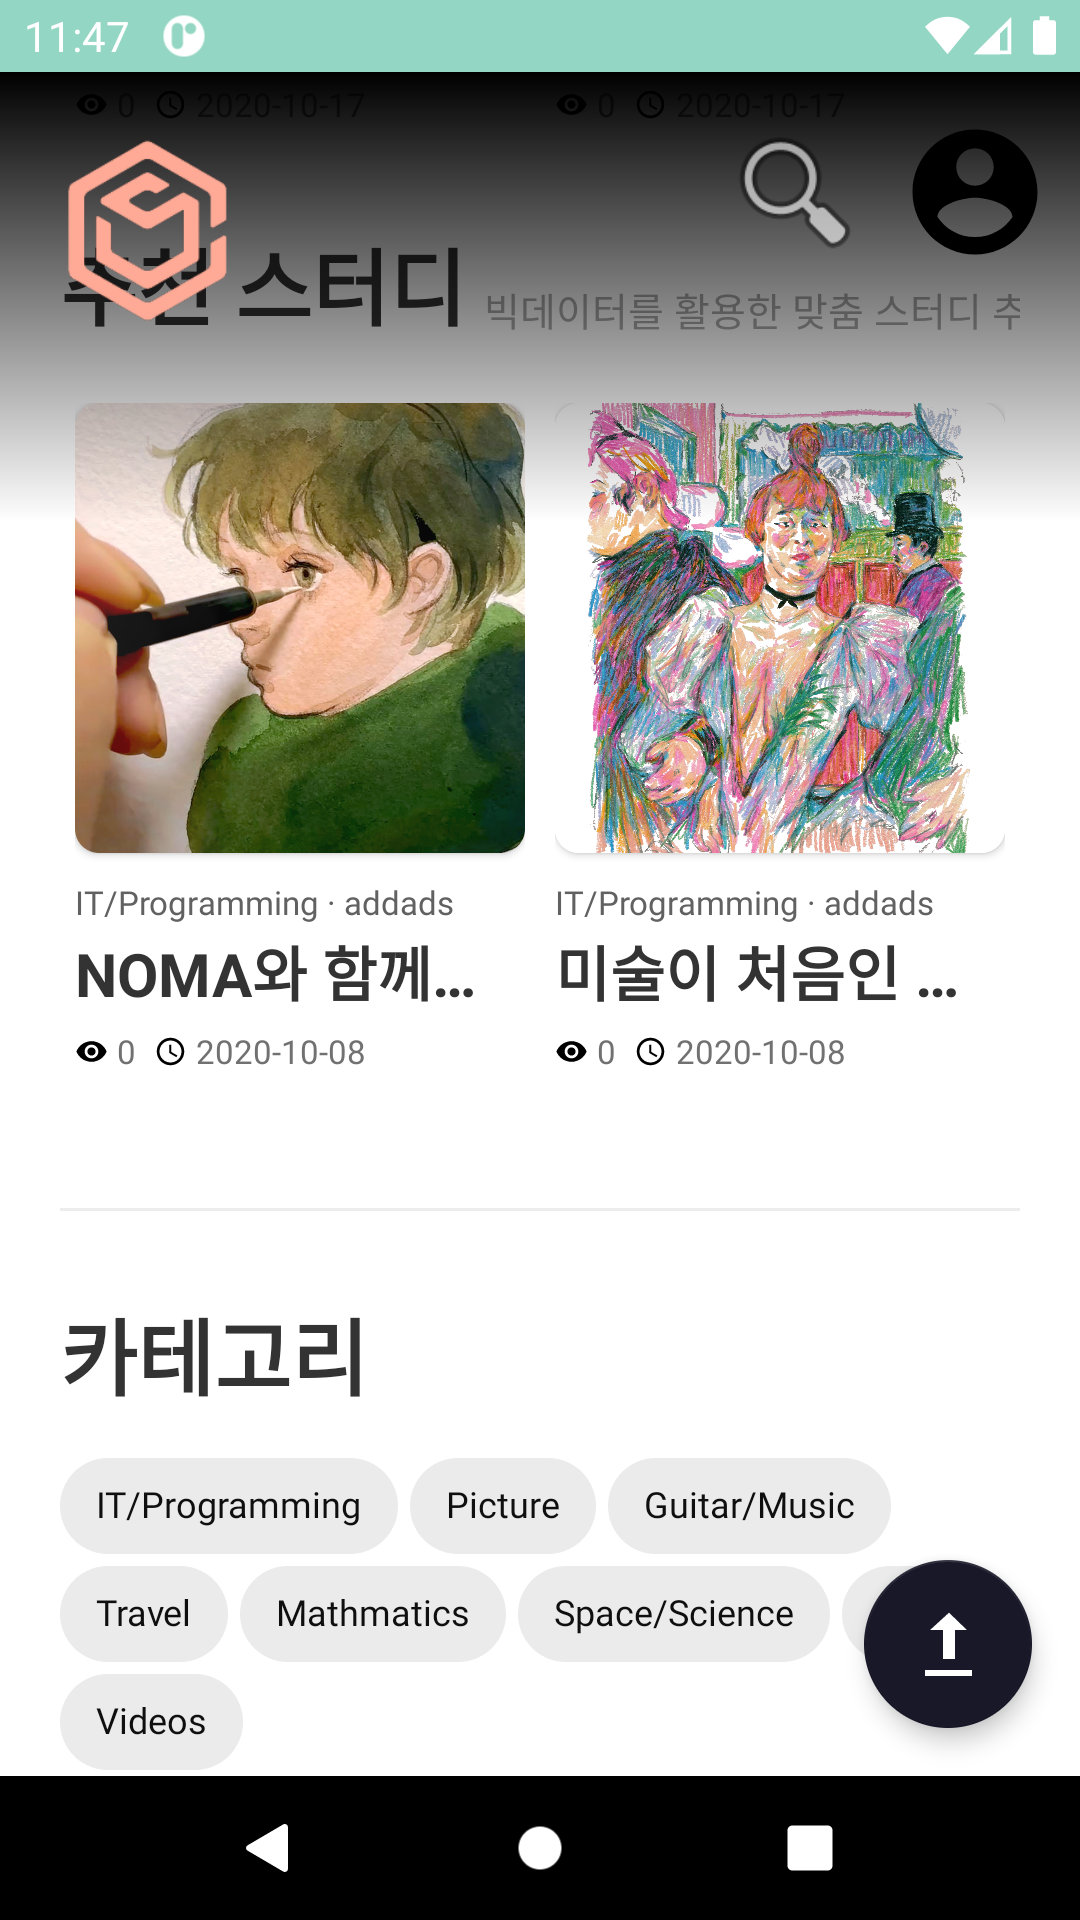 11:47
0 2020-10-17 0 2020-10-17
추천 스터디 빅데이터를 활용한 맞춤 스터디 추
IT/Programming · addads
NOMA와 함께...
0 2020-10-08
IT/Programming · addads
미술이 처음인 ...
0 2020-10-08
카테고리
IT/Programming Picture Guitar/Music
Travel Mathmatics Space/Science
Videos